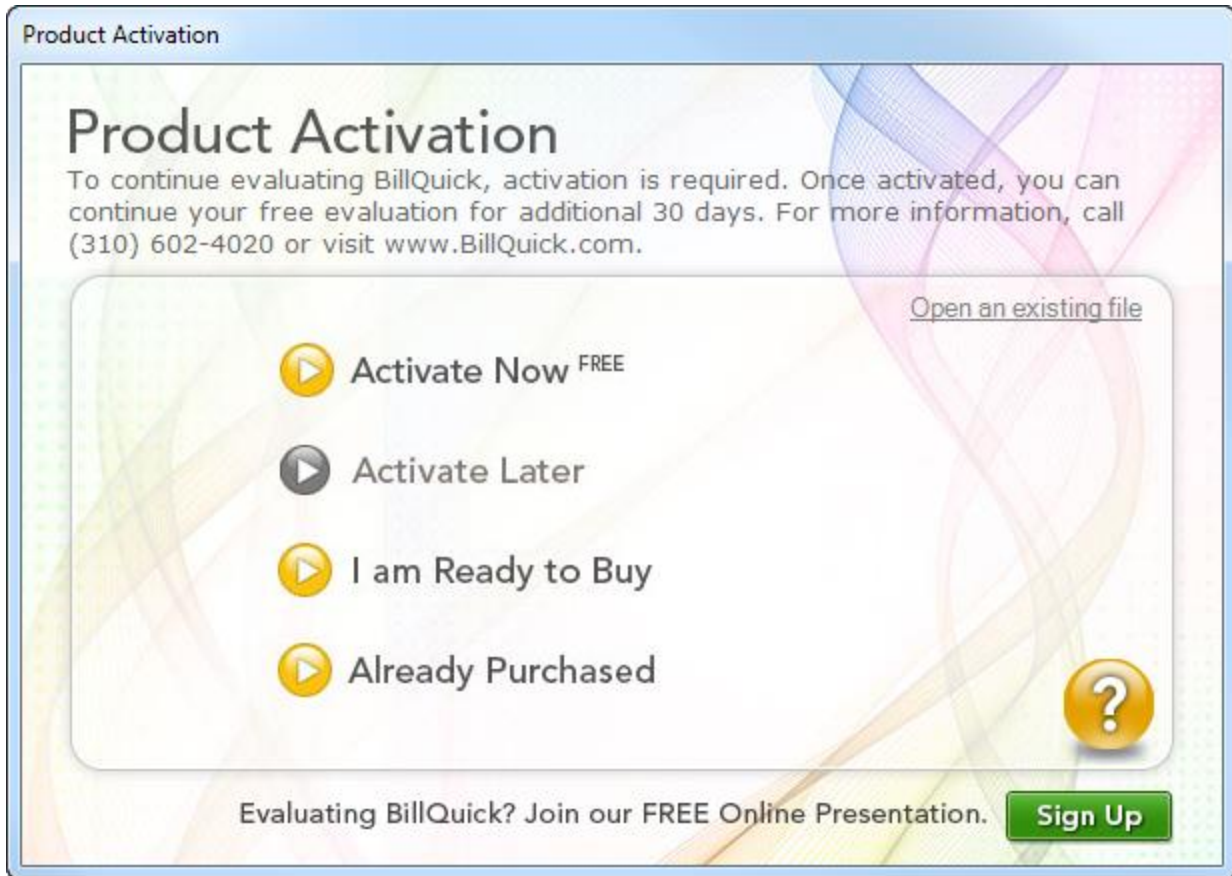 Product Activation
Product Activation
To continue evaluating BillQuick, activation is required. Once activated, you can
continue your free evaluation for additional 30 days. For more information, call
(310) 602-4020 or visit www.BillQuick.com.
Open an existing file
Activate Now FREE
Activate Later
I am Ready to Buy
Already Purchased
?
Evaluating BillQuick? Join our FREE Online Presentation.
Sign Up